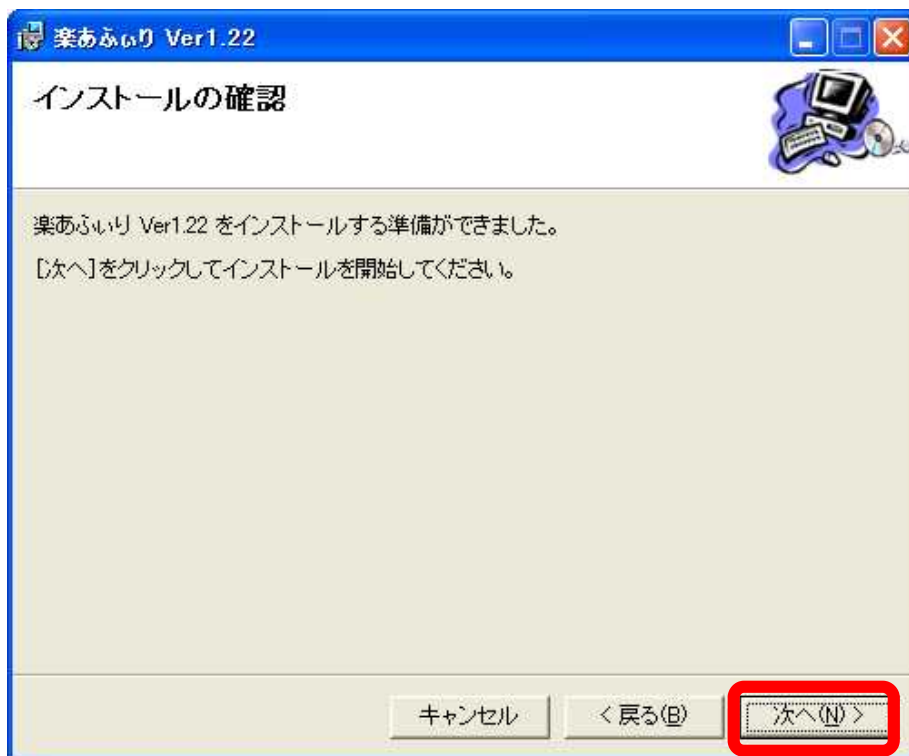 楽あふぃり Ver1.22
インストールの確認
楽あふぃり Ver1.22 をインストールする準備ができました。
[次へ]をクリックしてインストールを開始してください。
キャンセル
< 戻る(B)
次へ(N) >